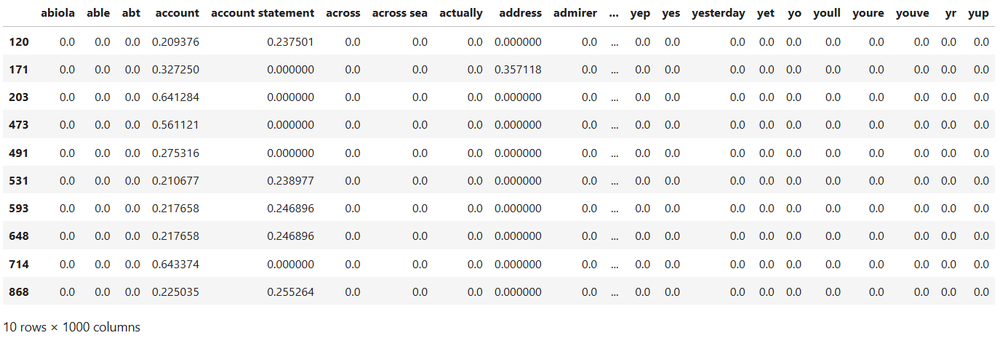 abiola able abt account account statement across across sea actually address admirer ... yep yes yesterday yet yo youll youre youve yr yup
120 0.0 0.0 0.0 0.209376 0.237501 0.0 0.0 0.0 0.000000 0.0 ... 0.0 0.0 0.0 0.0 0.0 0.0 0.0 0.0 0.0 0.0
171 0.0 0.0 0.0 0.327250 0.000000 0.0 0.0 0.0 0.357118 0.0 ... 0.0 0.0 0.0 0.0 0.0 0.0 0.0 0.0 0.0 0.0
203 0.0 0.0 0.0 0.641284 0.000000 0.0 0.0 0.0 0.000000 0.0 ... 0.0 0.0 0.0 0.0 0.0 0.0 0.0 0.0 0.0 0.0
473 0.0 0.0 0.0 0.561121 0.000000 0.0 0.0 0.0 0.000000 0.0 ... 0.0 0.0 0.0 0.0 0.0 0.0 0.0 0.0 0.0 0.0
491 0.0 0.0 0.0 0.275316 0.000000 0.0 0.0 0.0 0.000000 0.0 ... 0.0 0.0 0.0 0.0 0.0 0.0 0.0 0.0 0.0 0.0
531 0.0 0.0 0.0 0.210677 0.238977 0.0 0.0 0.0 0.000000 0.0 ... 0.0 0.0 0.0 0.0 0.0 0.0 0.0 0.0 0.0 0.0
593 0.0 0.0 0.0 0.217658 0.246896 0.0 0.0 0.0 0.000000 0.0 ... 0.0 0.0 0.0 0.0 0.0 0.0 0.0 0.0 0.0 0.0
648 0.0 0.0 0.0 0.217658 0.246896 0.0 0.0 0.0 0.000000 0.0 ... 0.0 0.0 0.0 0.0 0.0 0.0 0.0 0.0 0.0 0.0
714 0.0 0.0 0.0 0.643374 0.000000 0.0 0.0 0.0 0.000000 0.0 ... 0.0 0.0 0.0 0.0 0.0 0.0 0.0 0.0 0.0 0.0
868 0.0 0.0 0.0 0.225035 0.255264 0.0 0.0 0.0 0.000000 0.0 ... 0.0 0.0 0.0 0.0 0.0 0.0 0.0 0.0 0.0 0.0
10 rows × 1000 columns